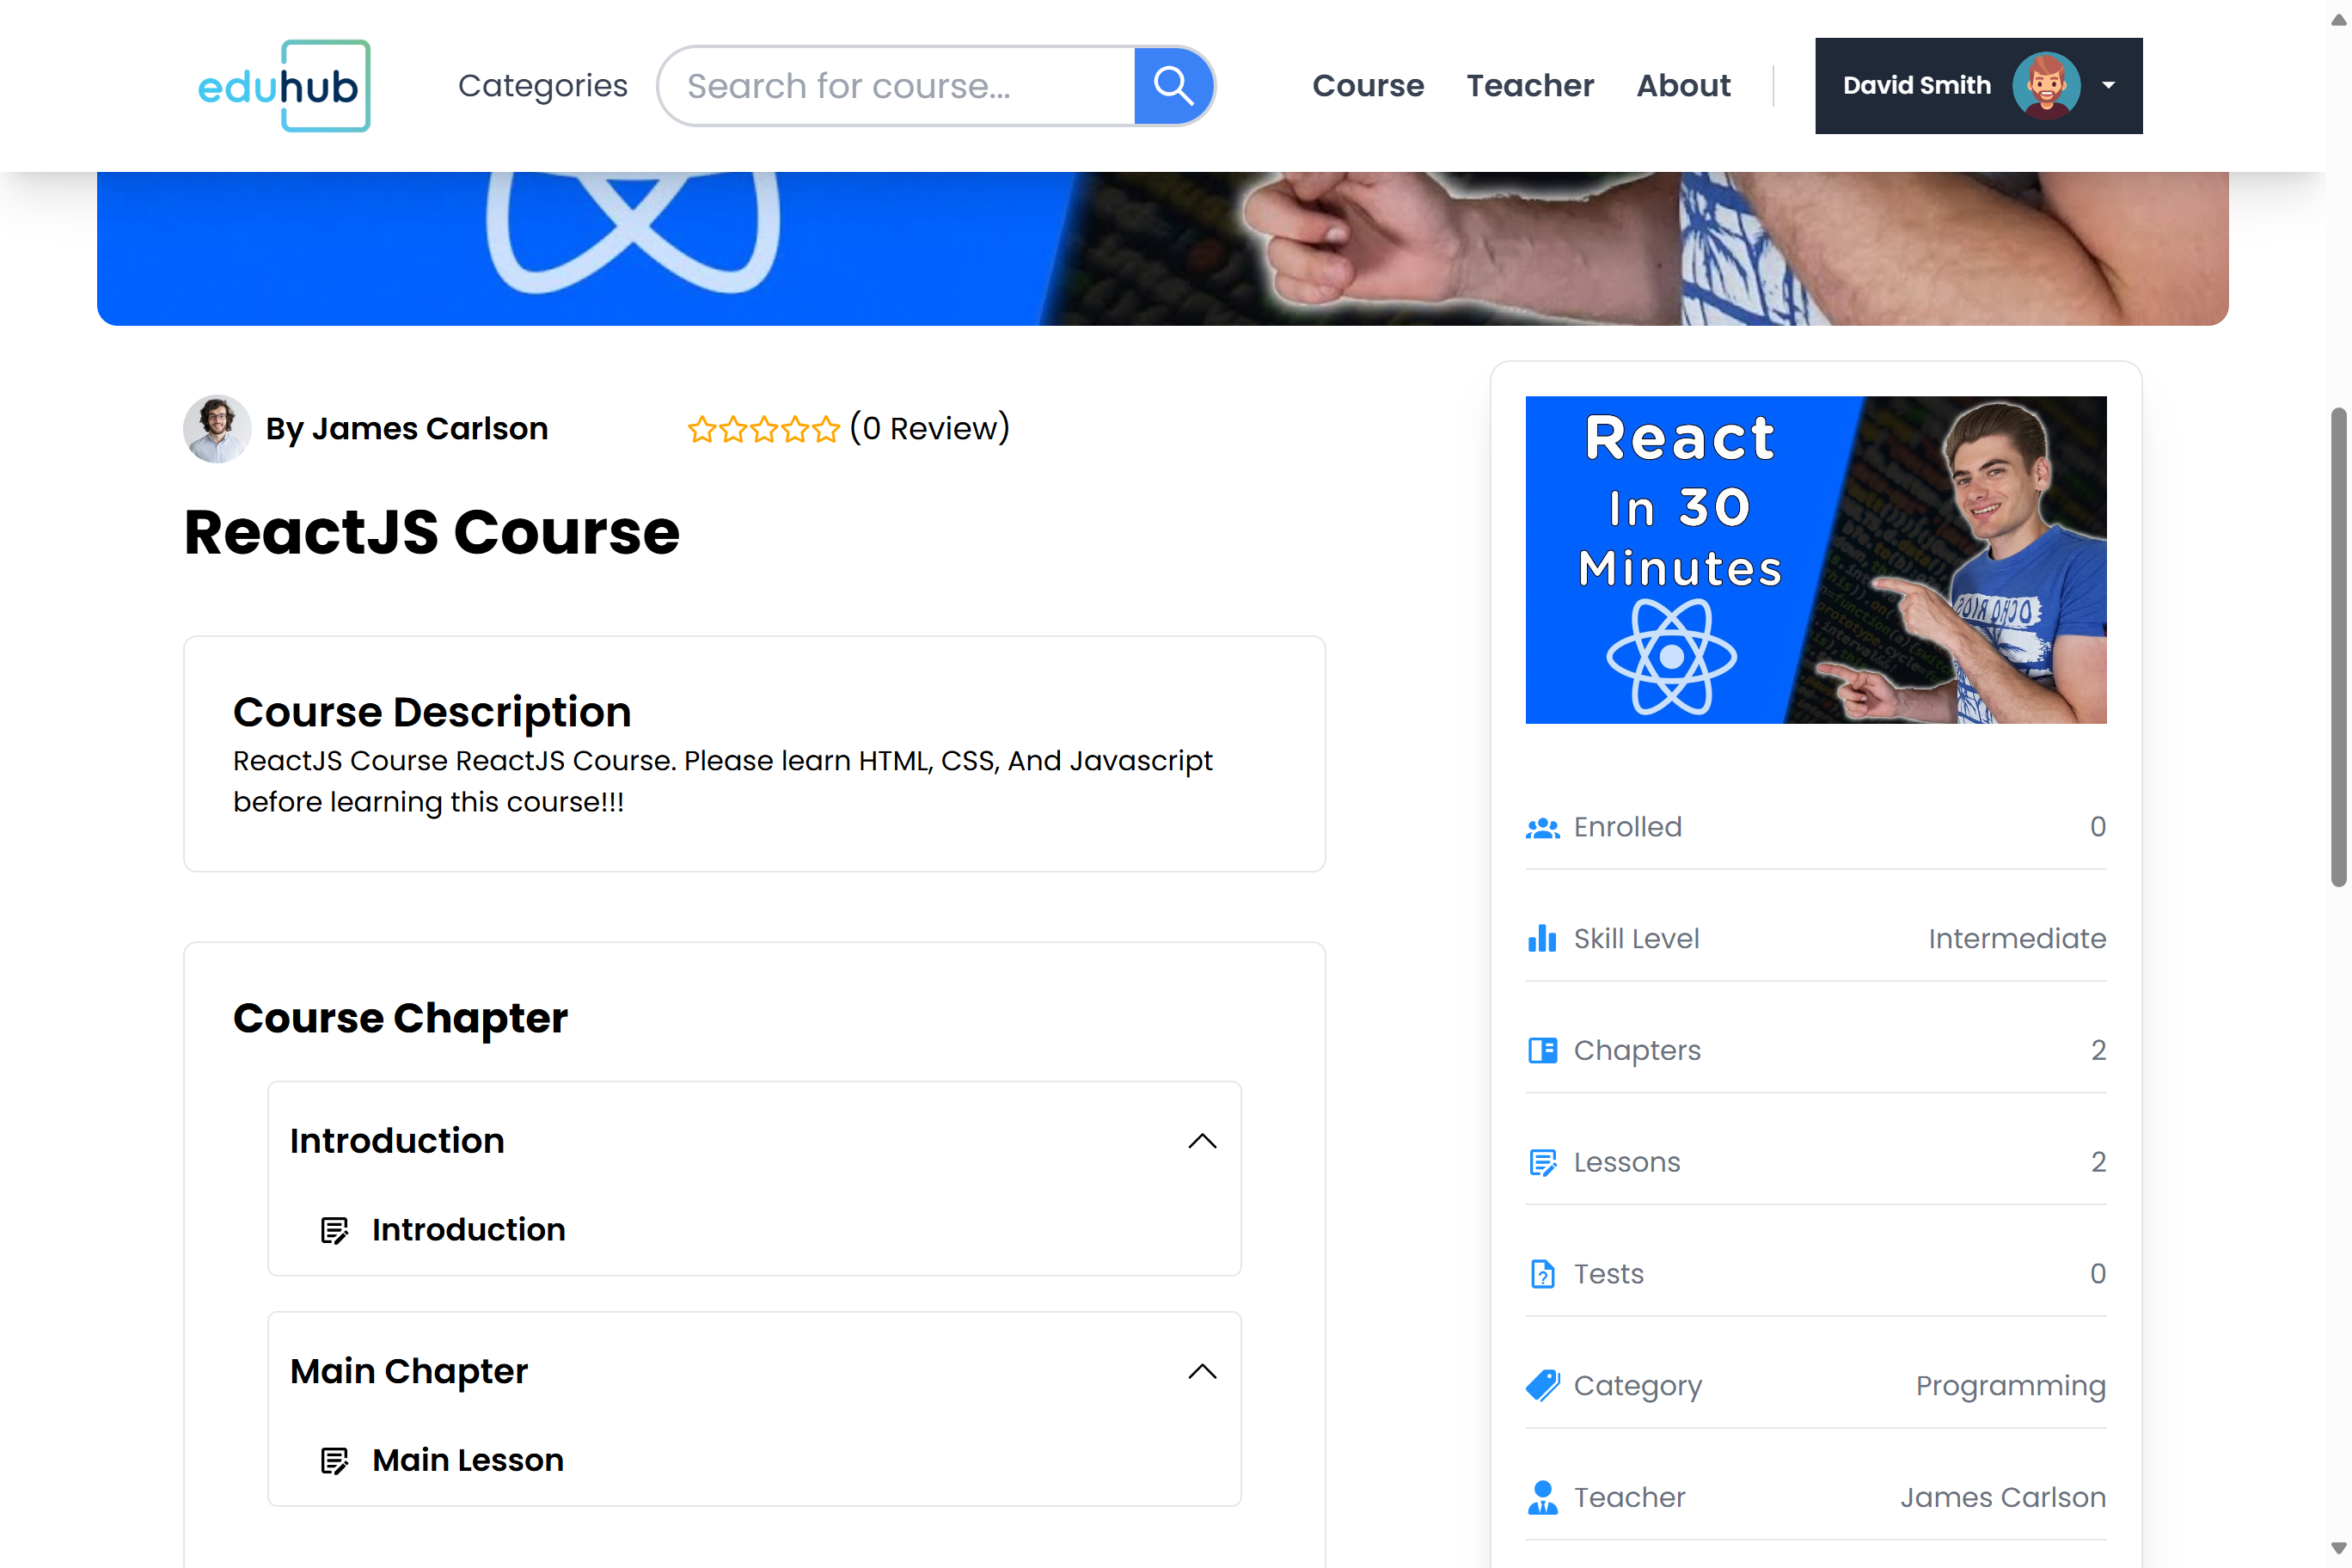 eduhub
Categories
Search for course...
Course
Teacher
About
David Smith
By James Carlson
(0 Review)
ReactJS Course
Course Description
ReactJS Course ReactJS Course. Please learn HTML, CSS, And Javascript
before learning this course!!!
Course Chapter
Introduction
Introduction
Main Chapter
Main Lesson
React
In 30
Minutes
Enrolled 0
Skill Level Intermediate
Chapters 2
Lessons 2
Tests 0
Category Programming
Teacher James Carlson